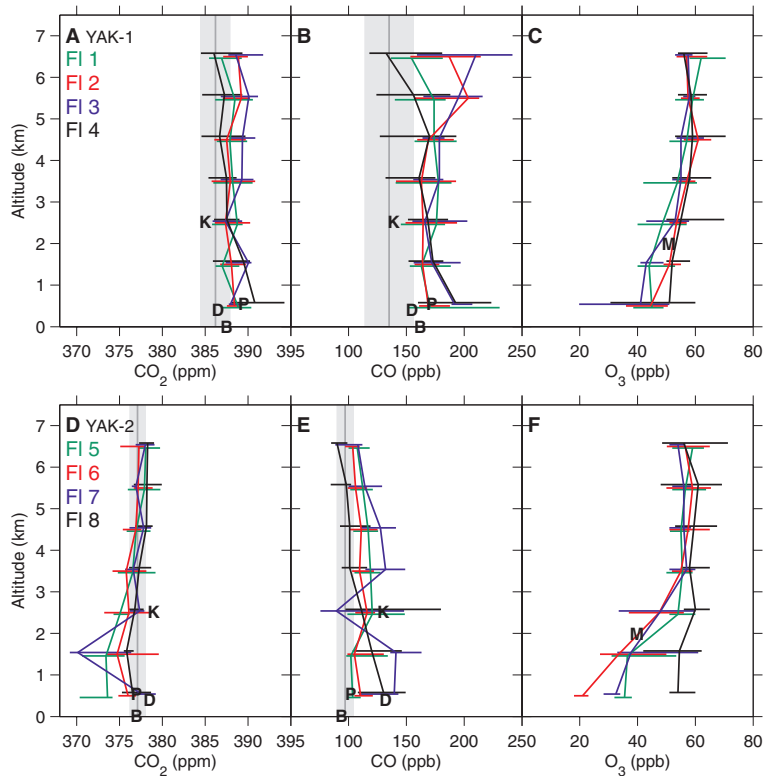 A YAK-1
Fl 1
Fl 2
Fl 3
Fl 4
B
C
7
6
5
4
3
2
1
0
Altitude (km)
K
D
P
B
K
D
P
B
M
370 375 380 385 390 395
CO2 (ppm)
100 150 200 250
CO (ppb)
0 20 40 60 80
O3 (ppb)
D YAK-2
Fl 5
Fl 6
Fl 7
Fl 8
E
F
7
6
5
4
3
2
1
0
Altitude (km)
K
P
D
B
K
P
D
B
M
370 375 380 385 390 395
CO2 (ppm)
100 150 200 250
CO (ppb)
0 20 40 60 80
O3 (ppb)